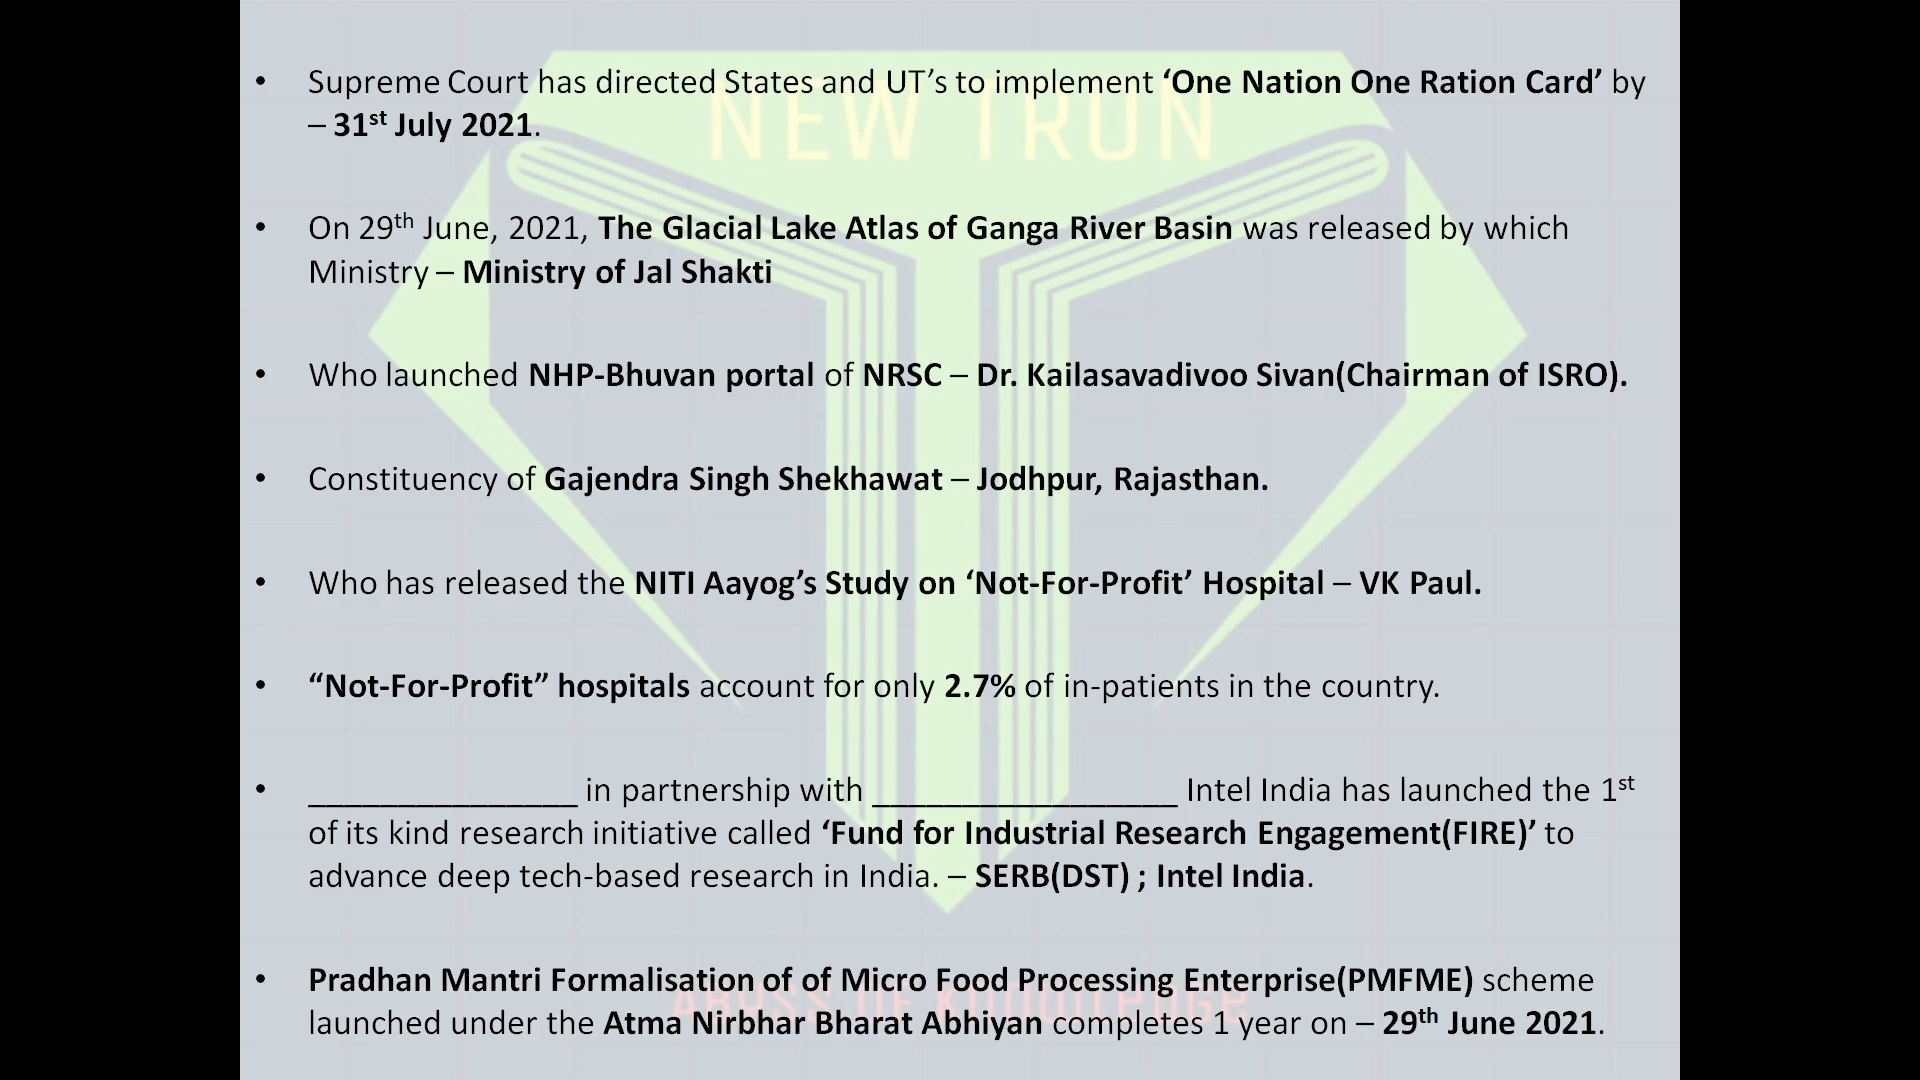 NEW TRON
• Supreme Court has directed States and UT’s to implement ‘One Nation One Ration Card’ by
– 31st July 2021.
• On 29th June, 2021, The Glacial Lake Atlas of Ganga River Basin was released by which
Ministry – Ministry of Jal Shakti
• Who launched NHP-Bhuvan portal of NRSC – Dr. Kailasavadivoo Sivan(Chairman of ISRO).
• Constituency of Gajendra Singh Shekhawat – Jodhpur, Rajasthan.
• Who has released the NITI Aayog’s Study on ‘Not-For-Profit’ Hospital – VK Paul.
• “Not-For-Profit” hospitals account for only 2.7% of in-patients in the country.
• _______________ in partnership with _________________ Intel India has launched the 1st
of its kind research initiative called ‘Fund for Industrial Research Engagement(FIRE)’ to
advance deep tech-based research in India. – SERB(DST) ; Intel India.
• Pradhan Mantri Formalisation of of Micro Food Processing Enterprise(PMFME) scheme
ABYSS OF KNOWLEDGE
launched under the Atma Nirbhar Bharat Abhiyan completes 1 year on – 29th June 2021.